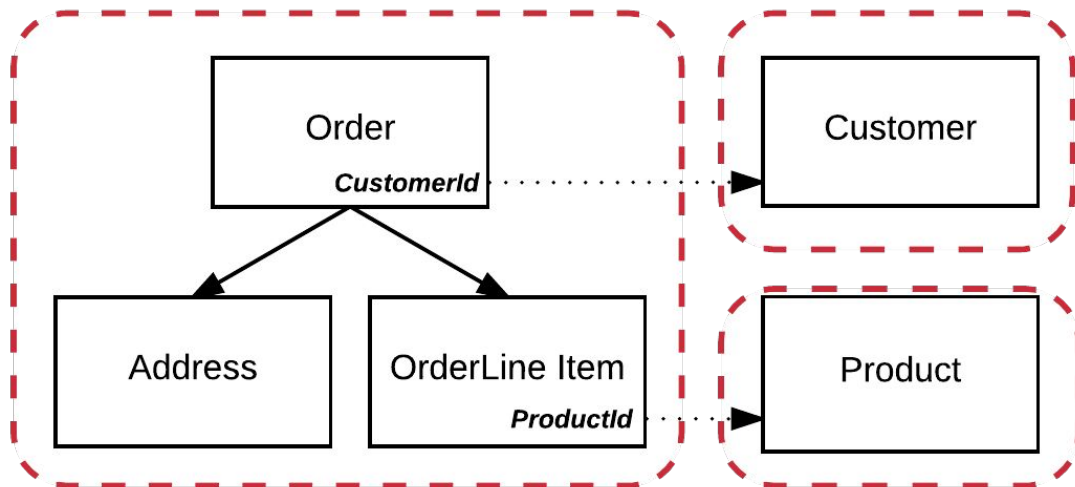 Order
CustomerId
Customer
Address
OrderLine Item
ProductId
Product